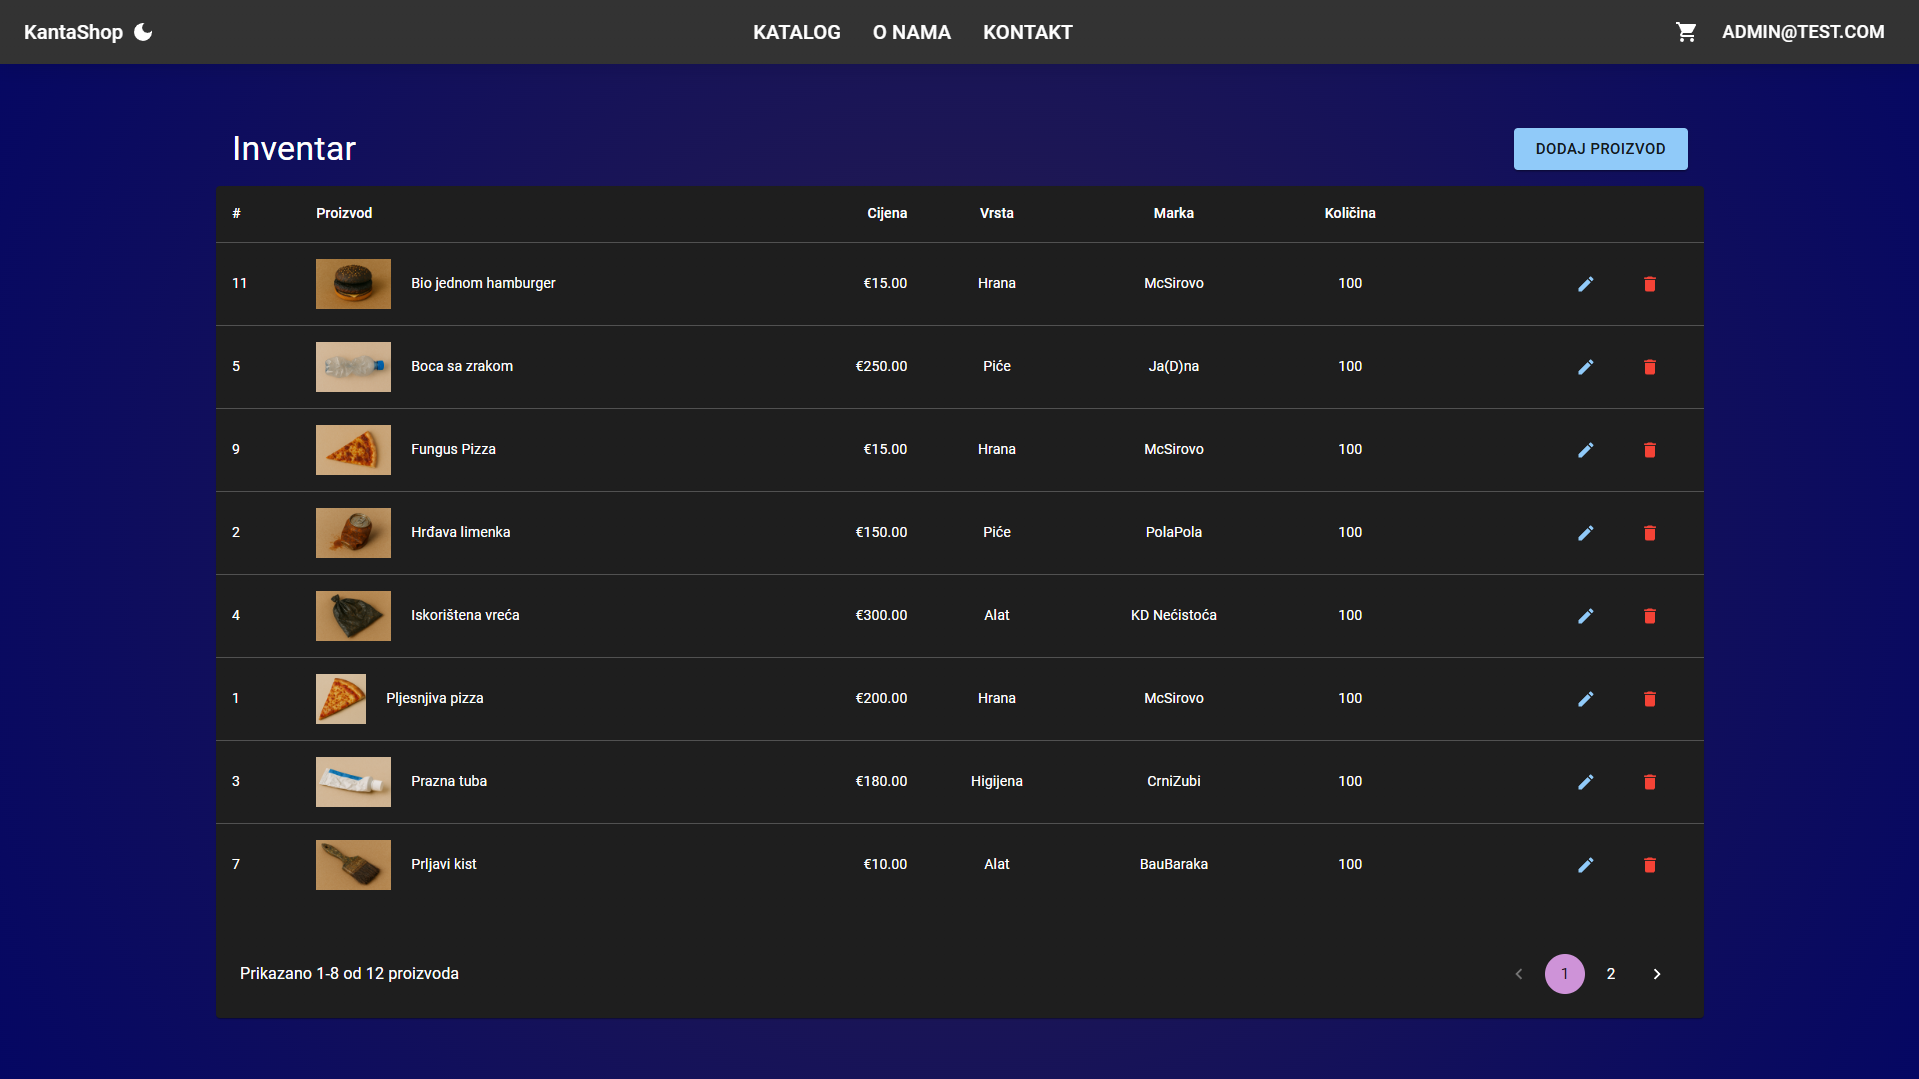 KantaShop KATALOG O NAMA KONTAKT ADMIN@TEST.COM
Inventar DODAJ PROIZVOD
# Proizvod Cijena Vrsta Marka Količina
11 Bio jednom hamburger €15.00 Hrana McSirovo 100
5 Boca sa zrakom €250.00 Piće Ja(D)na 100
9 Fungus Pizza €15.00 Hrana McSirovo 100
2 Hrđava limenka €150.00 Piće PolaPola 100
4 Iskorištena vreća €300.00 Alat KD Nećistoća 100
1 Pljesnjiva pizza €200.00 Hrana McSirovo 100
3 Prazna tuba €180.00 Higijena CrniZubi 100
7 Prljavi kist €10.00 Alat BauBaraka 100
Prikazano 1-8 od 12 proizvoda 1 2